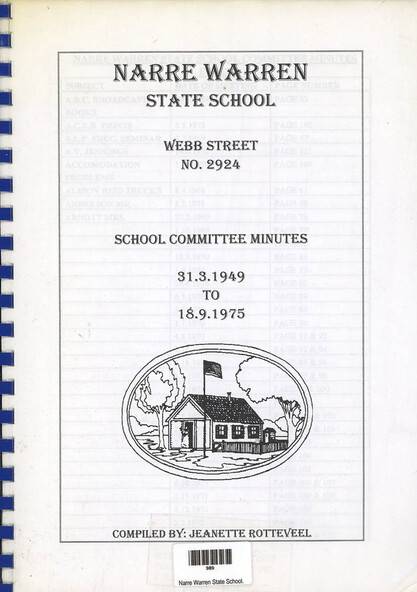 NARRE WARREN
STATE SCHOOL
WEBB STREET
NO. 2924
SCHOOL COMMITTEE MINUTES
31.3.1949
TO
18.9.1975
COMPILED BY: JEANETTE ROTTEVEEL
989
Narre Warren State School.